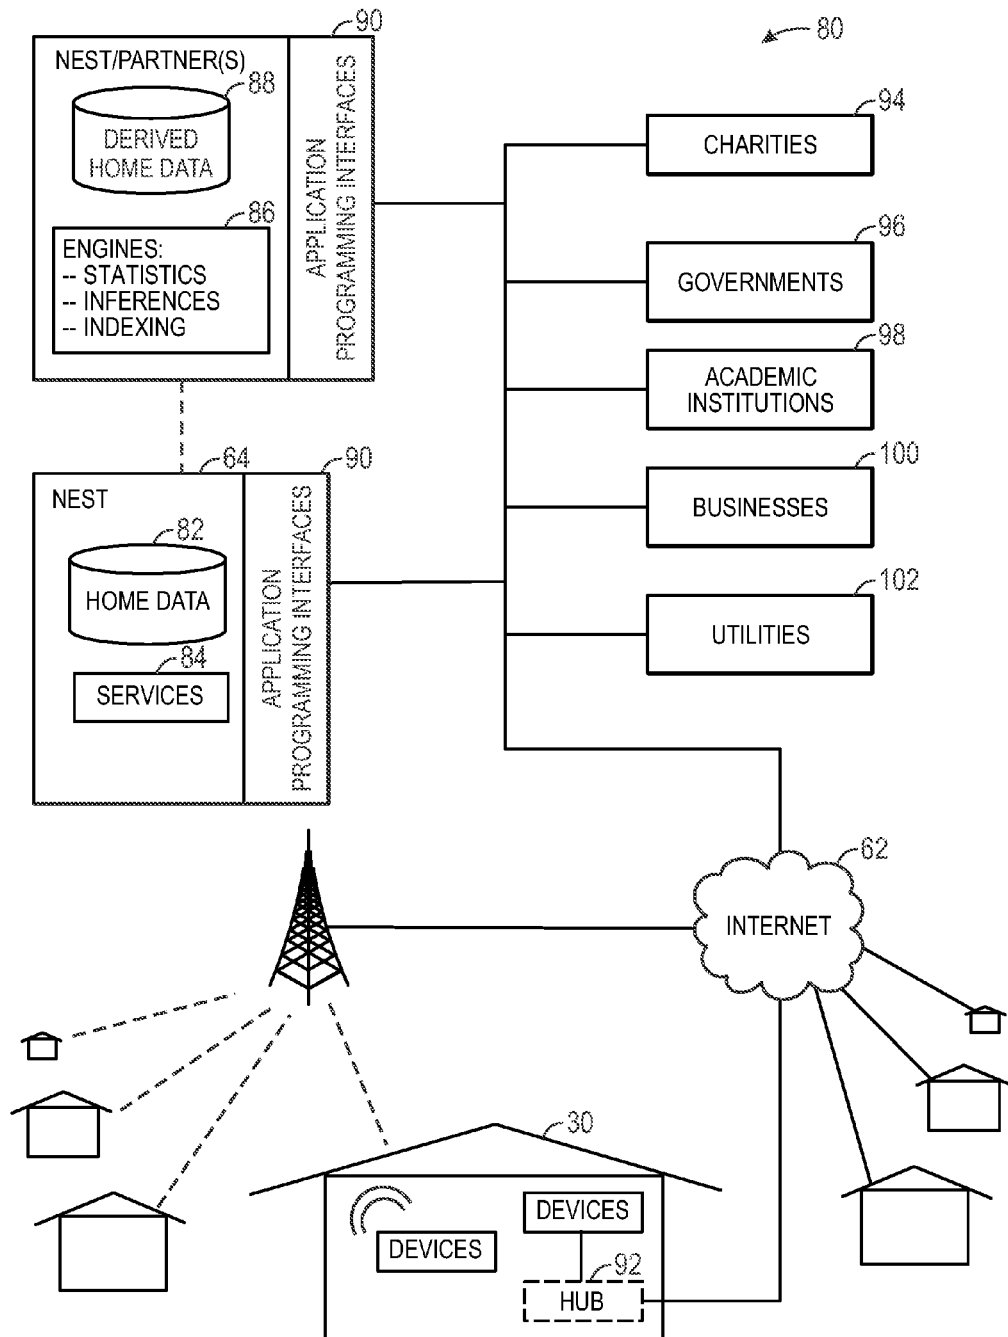 90
80
NEST/PARTNER(S)
88
DERIVED
HOME DATA
86
ENGINES:
-- STATISTICS
-- INFERENCES
-- INDEXING
APPLICATION
PROGRAMMING INTERFACES
94
CHARITIES
96
GOVERNMENTS
98
ACADEMIC
INSTITUTIONS
100
BUSINESSES
102
UTILITIES
64
90
NEST
82
HOME DATA
84
SERVICES
APPLICATION
PROGRAMMING INTERFACES
62
INTERNET
30
DEVICES
DEVICES
92
HUB